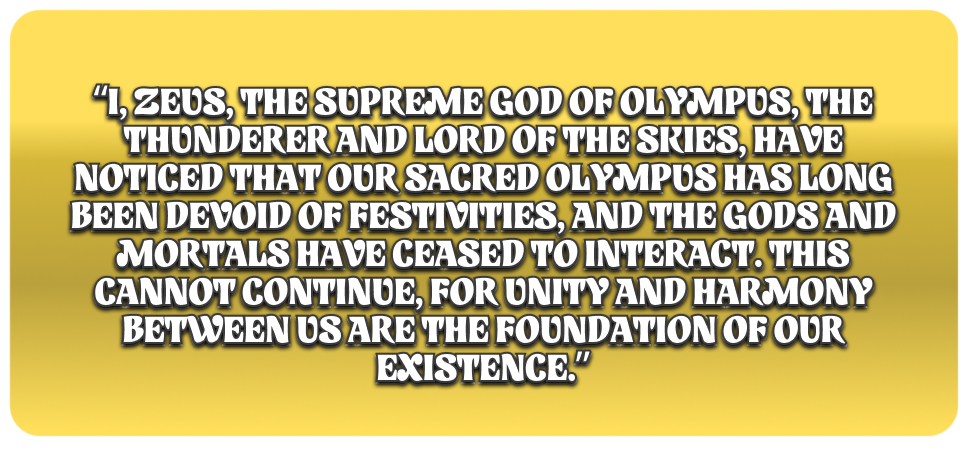 “I, ZEUS, THE SUPREME GOD OF OLYMPUS, THE
THUNDERER AND LORD OF THE SKIES, HAVE
NOTICED THAT OUR SACRED OLYMPUS HAS LONG
BEEN DEVOID OF FESTIVITIES, AND THE GODS AND
MORTALS HAVE CEASED TO INTERACT. THIS
CANNOT CONTINUE, FOR UNITY AND HARMONY
BETWEEN US ARE THE FOUNDATION OF OUR
EXISTENCE.”